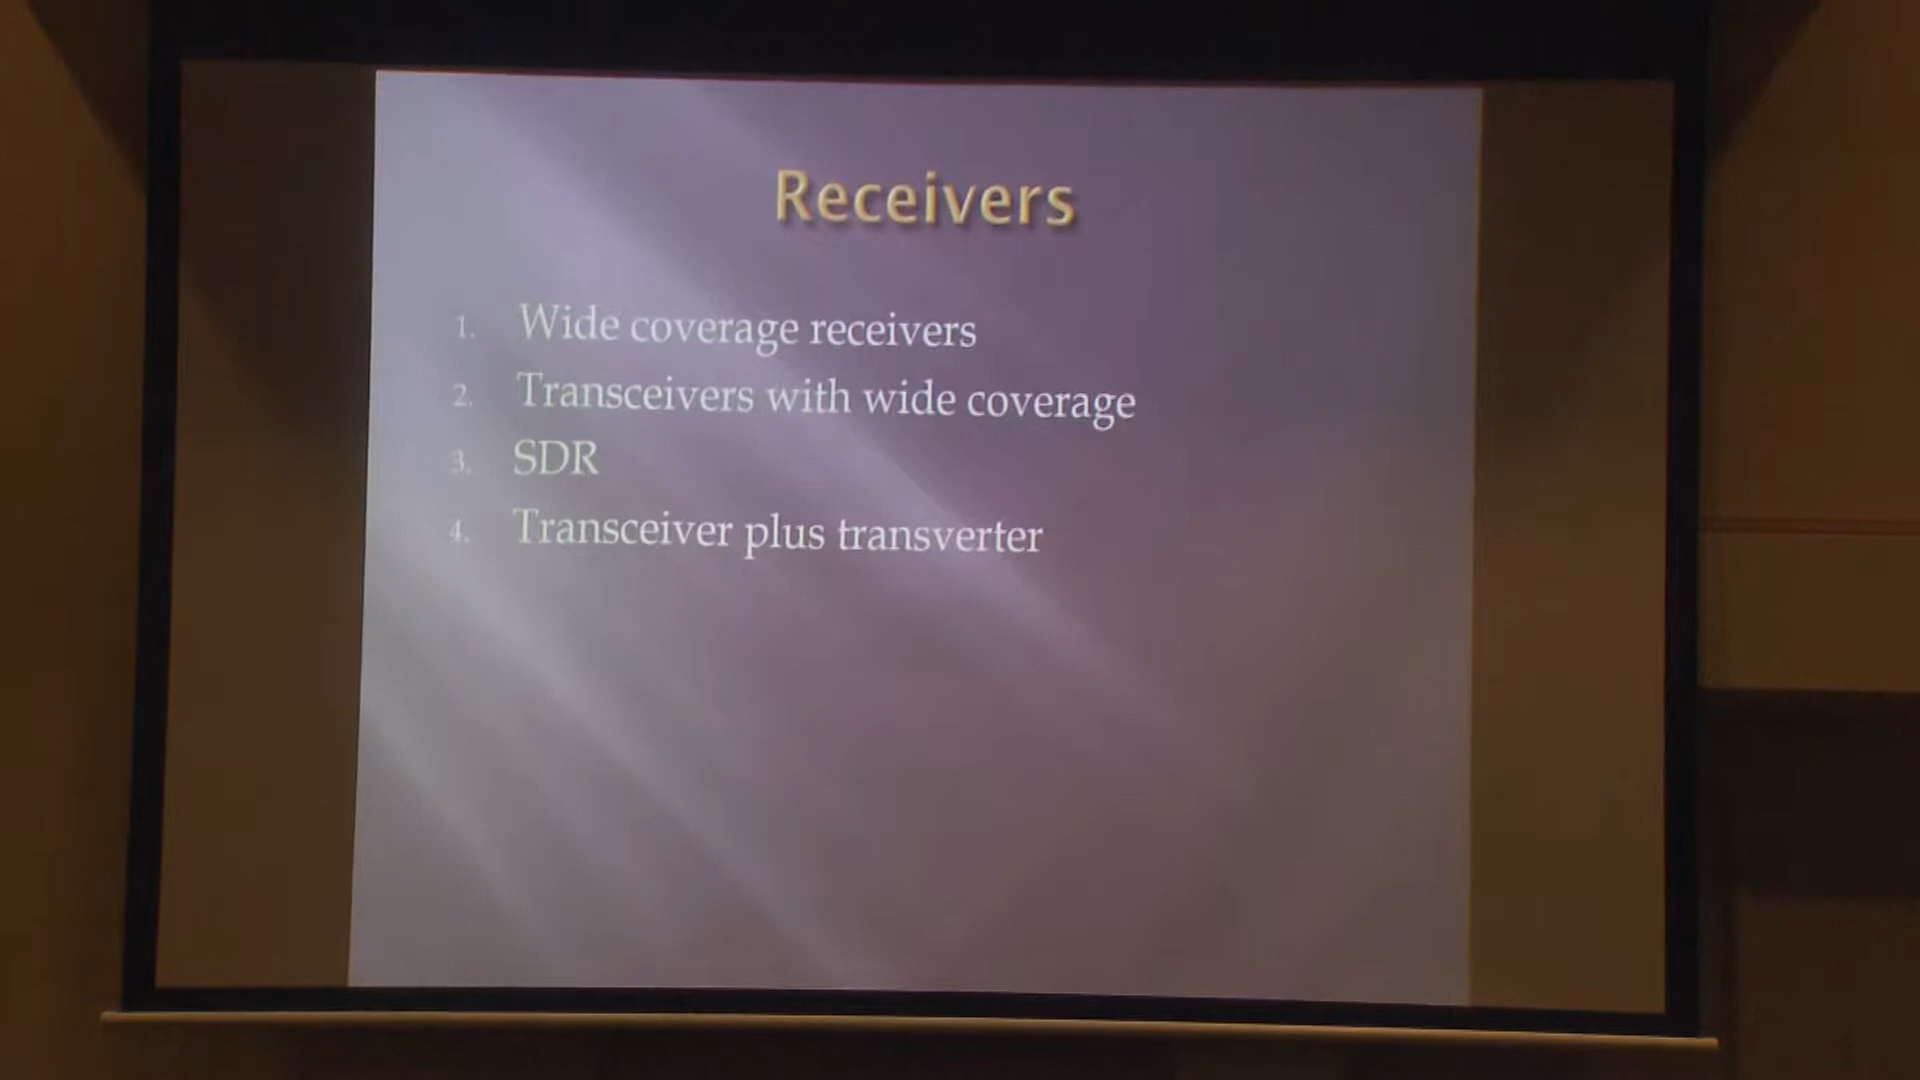 Receivers
1. Wide coverage receivers
2. Transceivers with wide coverage
3. SDR
4. Transceiver plus transverter